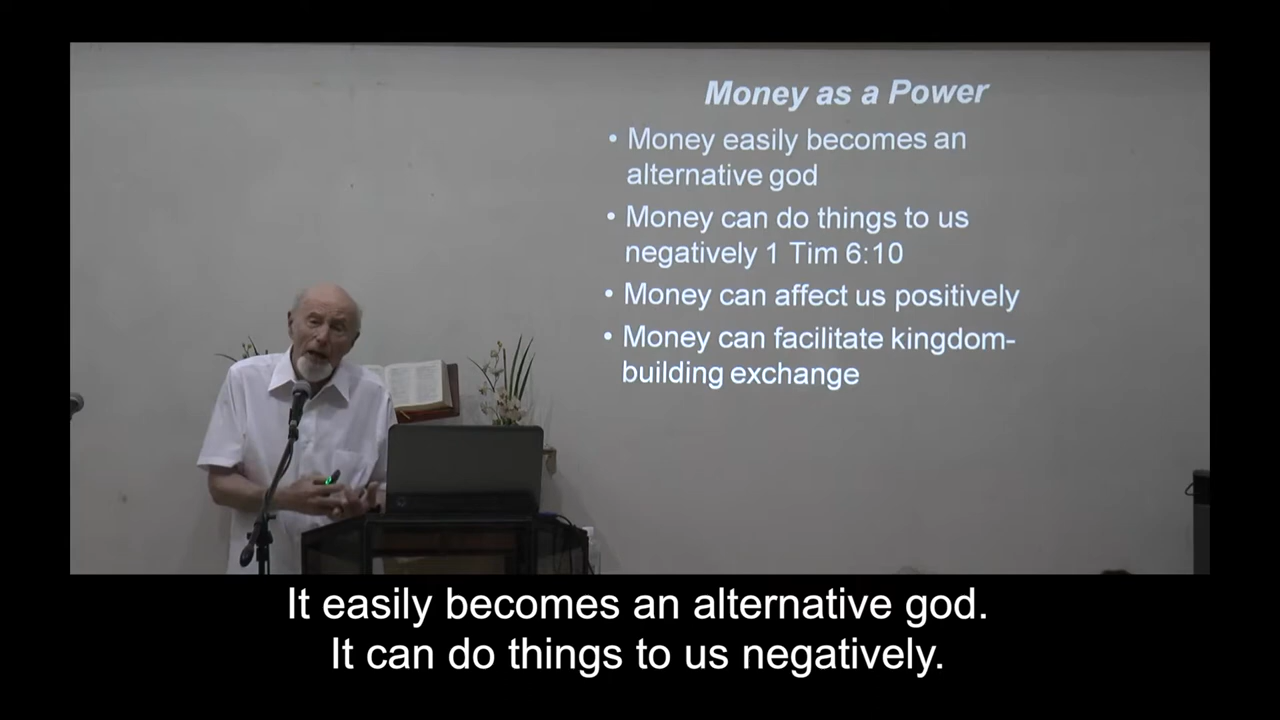 Money as a Power
• Money easily becomes an
alternative god
• Money can do things to us
negatively 1 Tim 6:10
• Money can affect us positively
• Money can facilitate kingdom-
building exchange
It easily becomes an alternative god.
It can do things to us negatively.